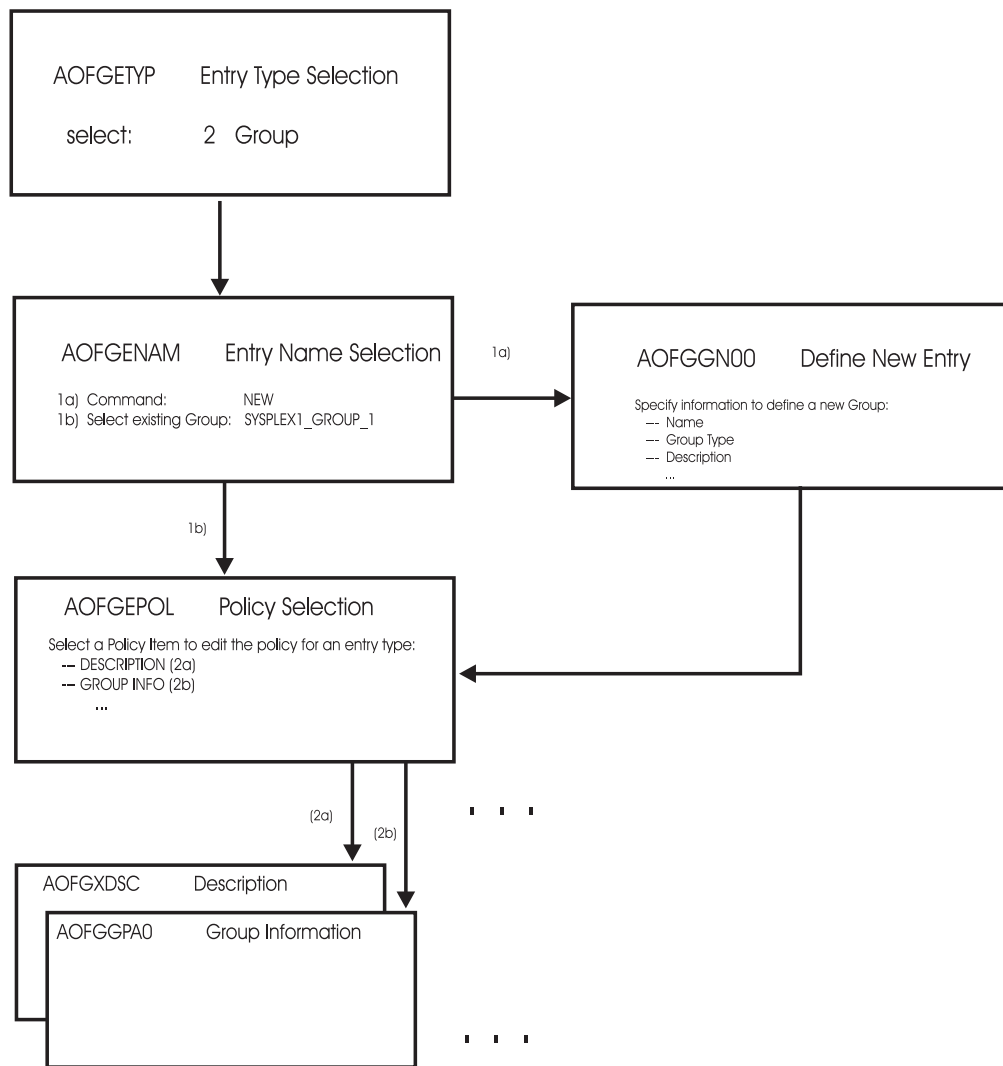 AOFGETYP Entry Type Selection
select: 2 Group
AOFGENAM Entry Name Selection
1a) Command: NEW
1b) Select existing Group: SYSPLEX1_GROUP_1
1a)
AOFGGN00 Define New Entry
Specify information to define a new Group:
--- Name
--- Group Type
--- Description
...
1b)
AOFGEPOL Policy Selection
Select a Policy Item to edit the policy for an entry type:
--- DESCRIPTION (2a)
--- GROUP INFO (2b)
...
(2a)
(2b)
. . .
AOFGXDSC Description
AOFGGPA0 Group Information
. . .